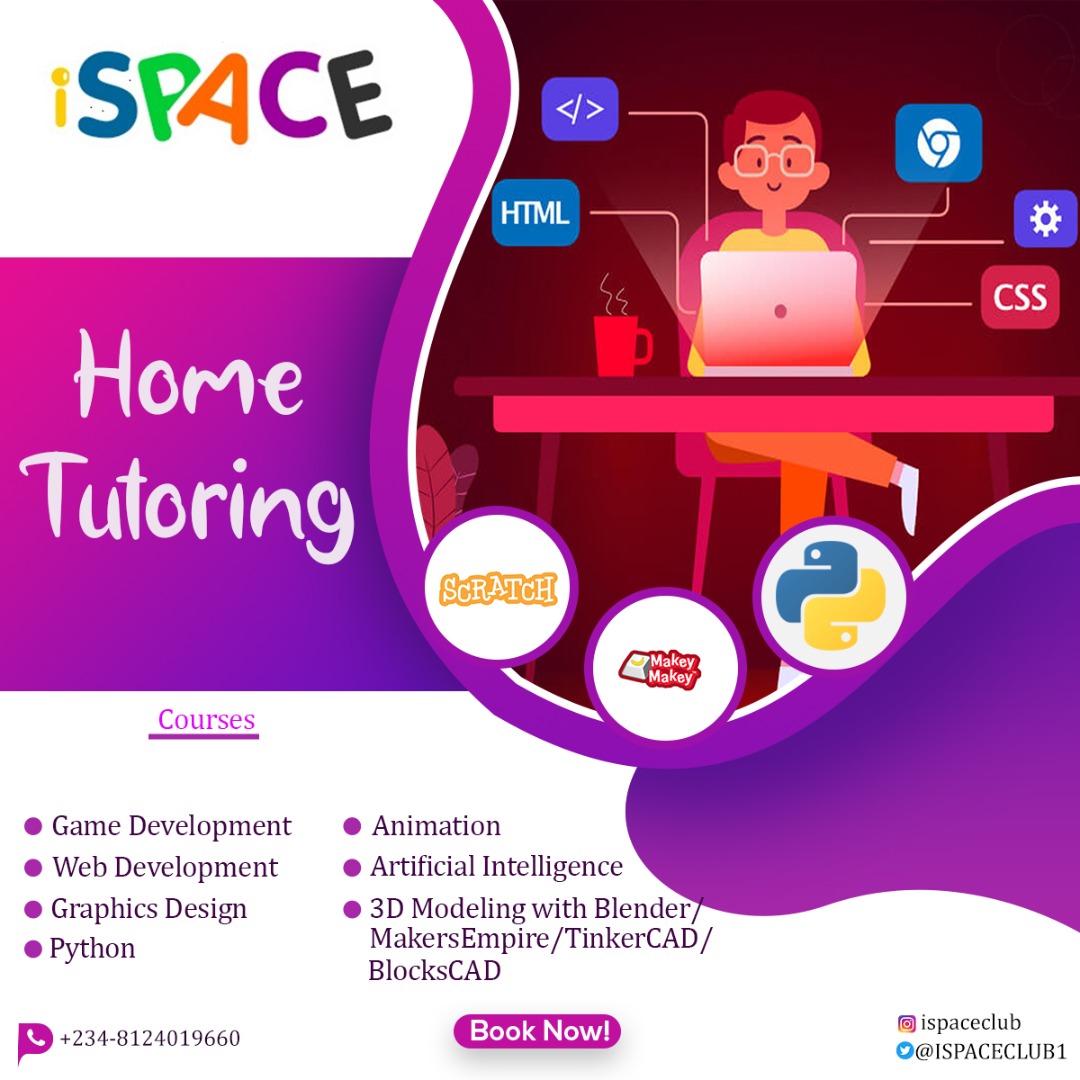 iSPACE
</>
HTML
CSS
Home
Tutoring
SCRATCH
Makey
Makey™
Courses
Game Development
Web Development
Graphics Design
Python
Animation
Artificial Intelligence
3D Modeling with Blender/
MakersEmpire/TinkerCAD/
BlocksCAD
+234-8124019660
Book Now!
ispaceclub
@ISPACECLUB1